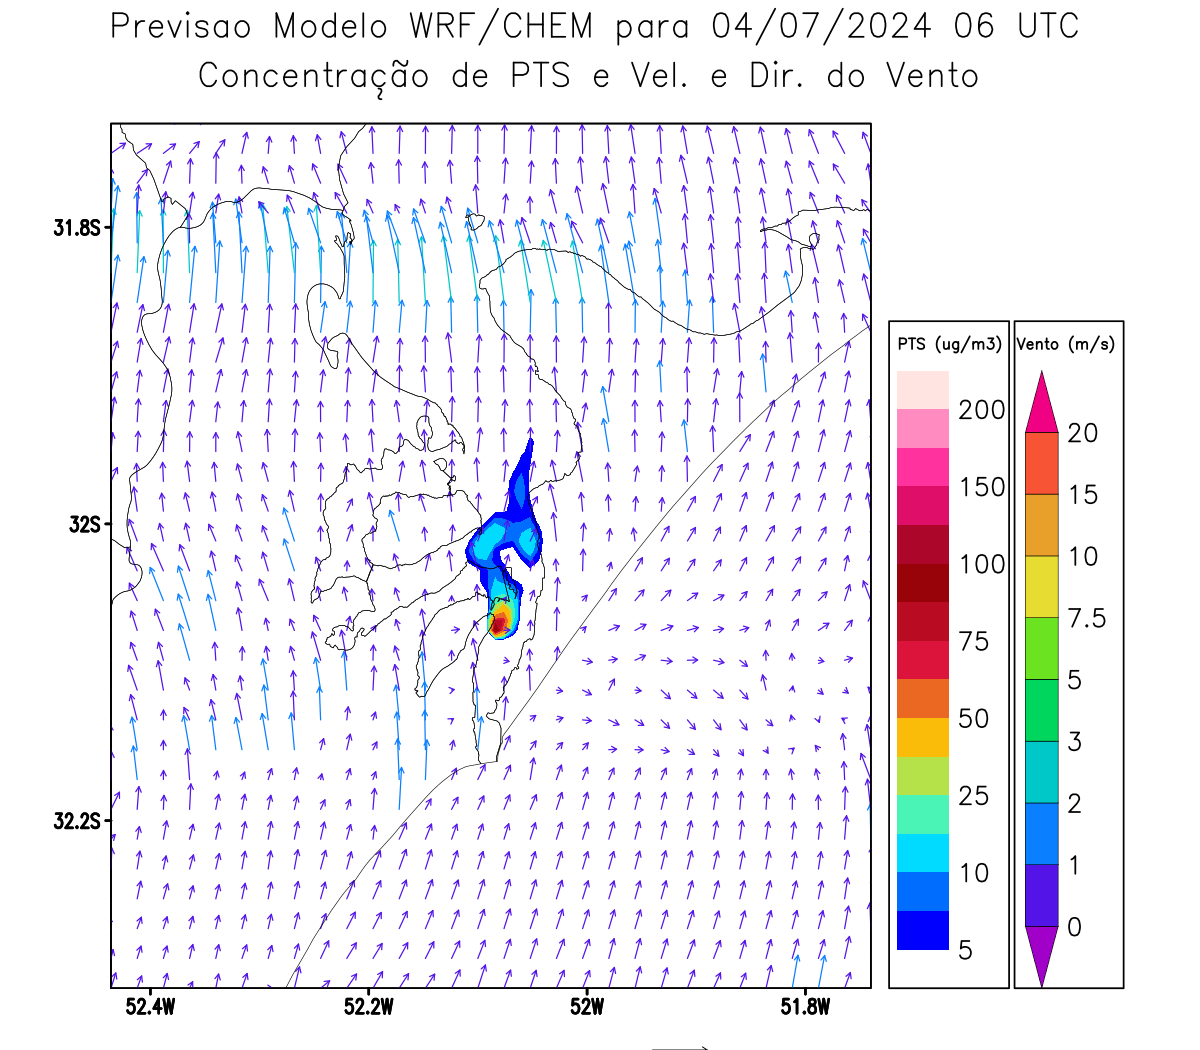 Previsao Modelo WRF/CHEM para 04/07/2024 06 UTC
Concentração de PTS e Vel. e Dir. do Vento
31.8S
32S
32.2S
52.4W
52.2W
52W
51.8W
PTS (ug/m3)
200
150
100
75
50
25
10
5
Vento (m/s)
20
15
10
7.5
5
3
2
1
0